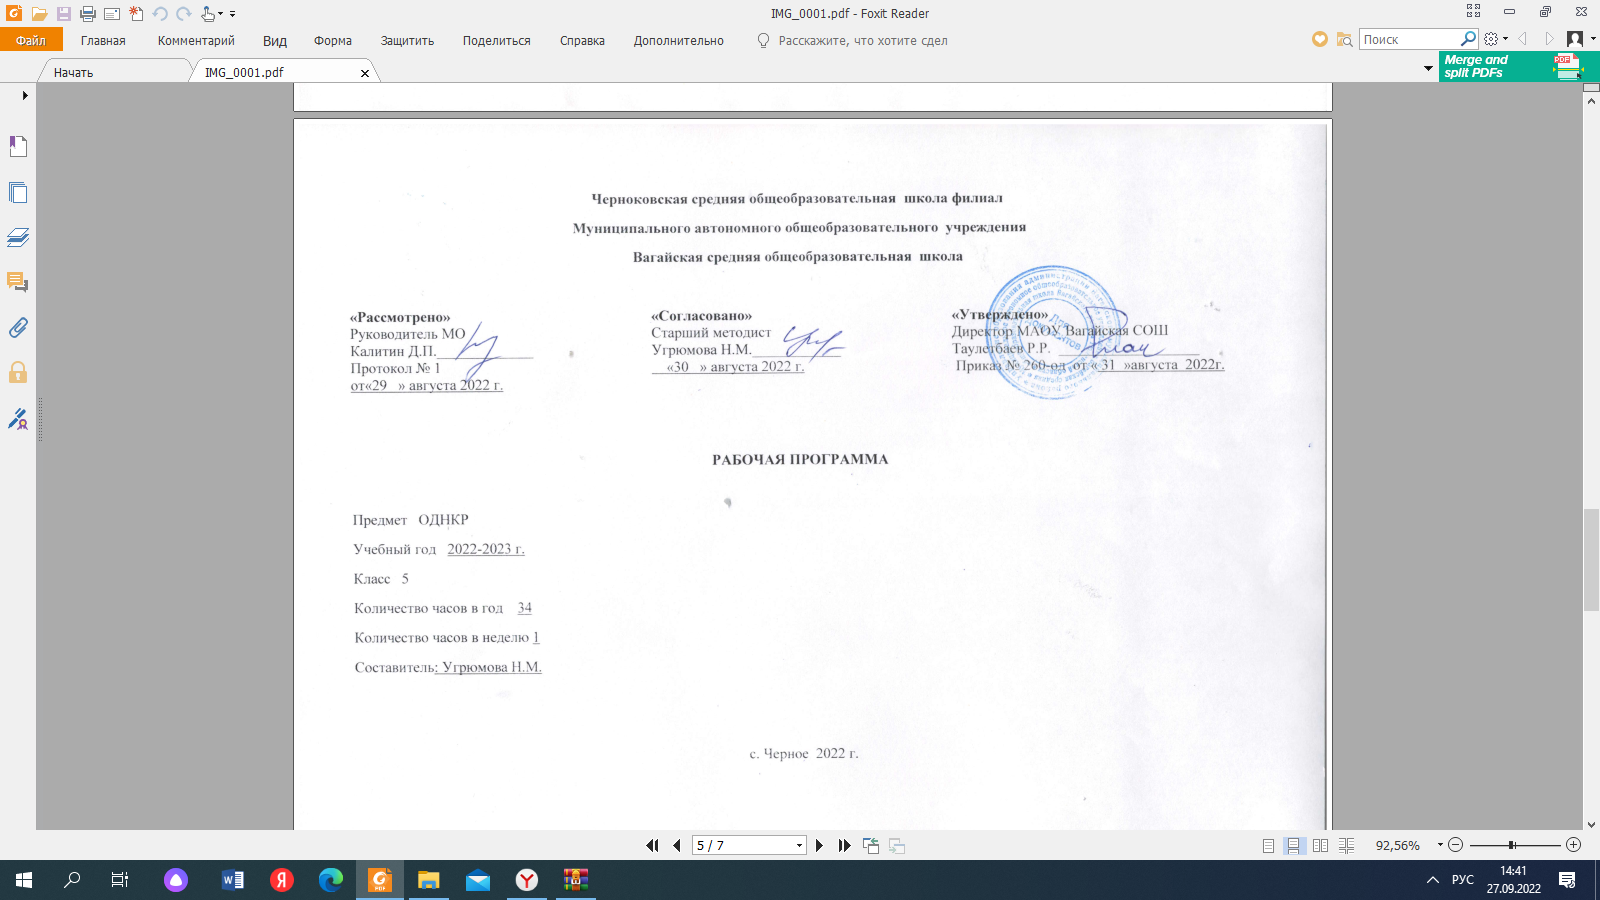 IMG_0001.pdf - Foxit Reader
Файл Главная Комментарий Вид Форма Защитить Поделиться Справка Дополнительно Расскажите, что хотите сдел Поиск
Начать IMG_0001.pdf
Merge and
split PDFs
PDF
Черноковская средняя общеобразовательная школа филиал
Муниципального автономного общеобразовательного учреждения
Вагайская средняя общеобразовательная школа
«Рассмотрено»
Руководитель МО
Калитин Д.П.
Протокол № 1
от«29 » августа 2022 г.
«Согласовано»
Старший методист
Угрюмова Н.М.
«30 » августа 2022 г.
«Утверждено»
Директор МАОУ Вагайская СОШ
Таулетбаев Р.Р.
Приказ № 260-од от « 31 »августа 2022г.
Для
документов
РАБОЧАЯ ПРОГРАММА
Предмет ОДНКР
Учебный год 2022-2023 г.
Класс 5
Количество часов в год 34
Количество часов в неделю 1
Составитель: Угрюмова Н.М.
с. Черное 2022 г.
5 / 7
92,56%
РУС
14:41
27.09.2022